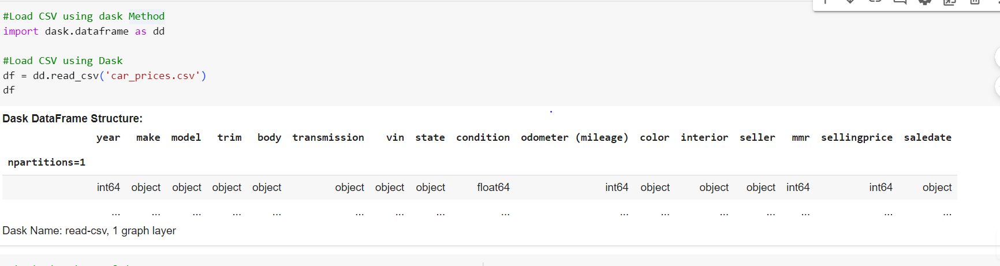 #Load CSV using dask Method
import dask.dataframe as dd
#Load CSV using Dask
df = dd.read_csv('car_prices.csv')
df
Dask DataFrame Structure:
year make model trim body transmission vin state condition odometer (mileage) color interior seller mmr sellingprice saledate
npartitions=1
int64 object object object object object object object float64 int64 object object object int64 int64 object
... ... ... ... ... ... ... ... ... ... ... ... ... ... ... ...
Dask Name: read-csv, 1 graph layer